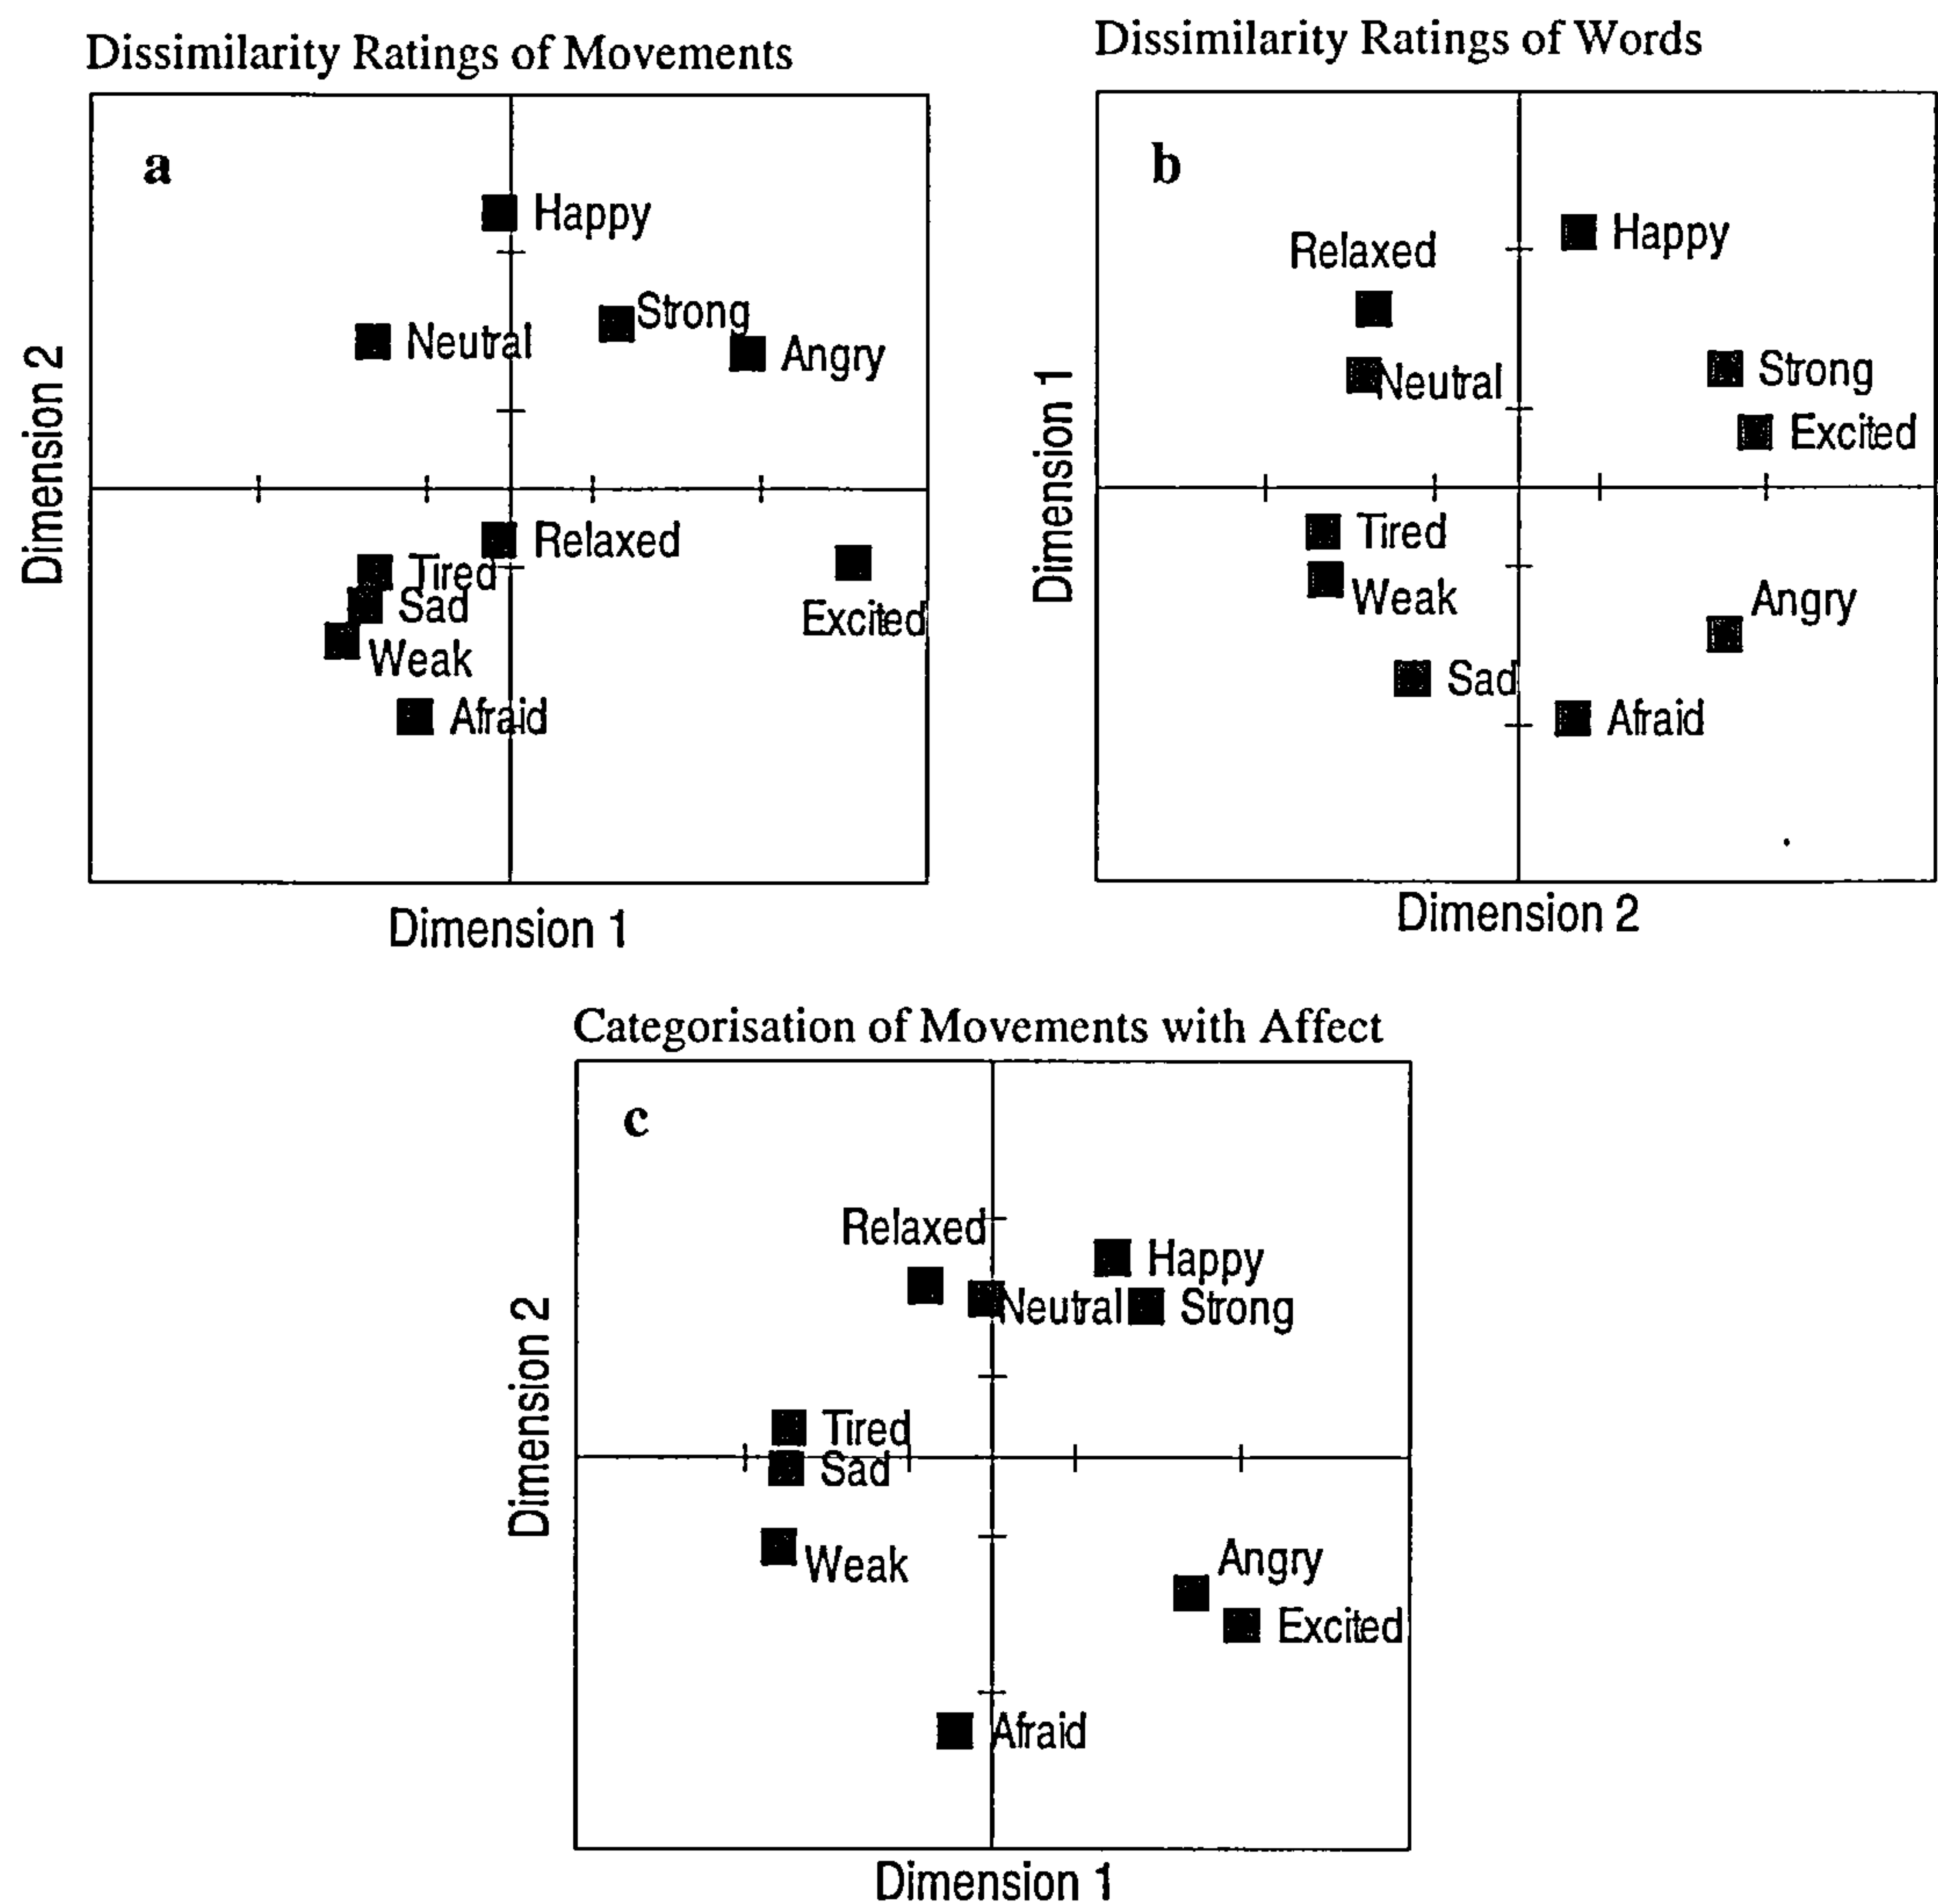 Dissimilarity Ratings of Movements
a
Happy
Strong
Neutral
Angry
Relaxed
Tired
Sad
Excited
Weak
Afraid
Dimension 2
Dimension 1
Dissimilarity Ratings of Words
b
Happy
Relaxed
Strong
Neutral
Excited
Tired
Weak
Angry
Sad
Afraid
Dimension 1
Dimension 2
Categorisation of Movements with Affect
c
Relaxed
Happy
Neutral
Strong
Tired
Sad
Weak
Angry
Excited
Afraid
Dimension 2
Dimension 1